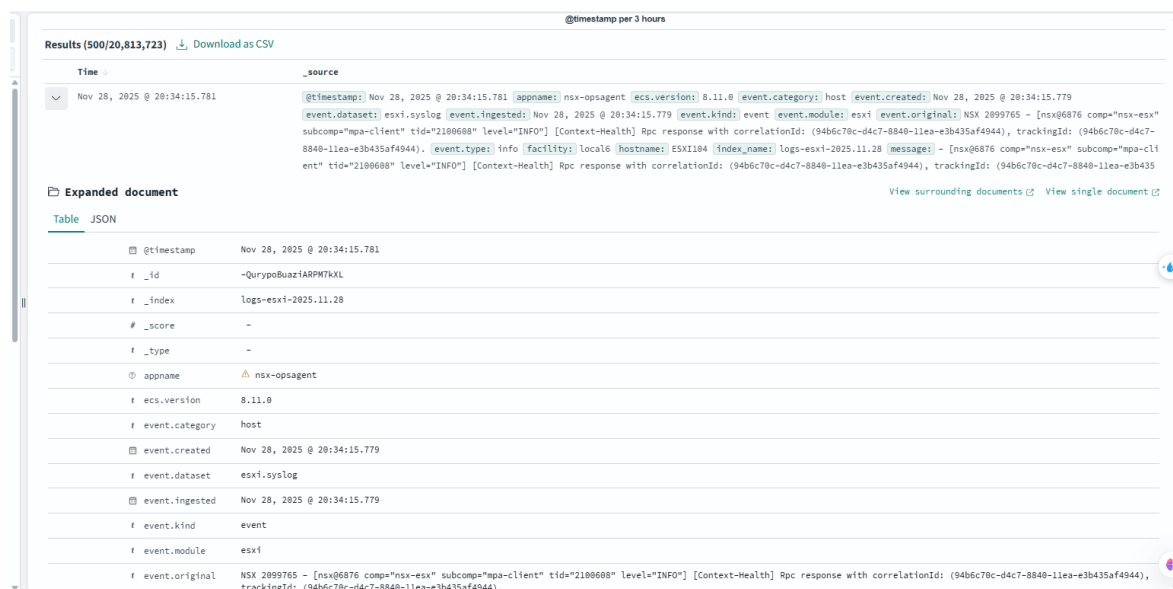 @timestamp per 3 hours
Results (500/20,813,723) Download as CSV
Time _source
Nov 28, 2025 @ 20:34:15.781 @timestamp: Nov 28, 2025 @ 20:34:15.781 appname: nsx-opsagent ecs.version: 8.11.0 event.category: host event.created: Nov 28, 2025 @ 20:34:15.779
event.dataset: esxi.syslog event.ingested: Nov 28, 2025 @ 20:34:15.779 event.kind: event event.module: esxi event.original: NSX 2099765 - [nsx@6876 comp="nsx-esx"
subcomp="mpa-client" tid="2100608" level="INFO"] [Context-Health] Rpc response with correlationId: (94b6c70c-d4c7-8840-11ea-e3b435af4944), trackingId: (94b6c70c-d4c7-
8840-11ea-e3b435af4944). event.type: info facility: local6 hostname: ESXI104 index_name: logs-esxi-2025.11.28 message: - [nsx@6876 comp="nsx-esx" subcomp="mpa-cli
ent" tid="2100608" level="INFO"] [Context-Health] Rpc response with correlationId: (94b6c70c-d4c7-8840-11ea-e3b435af4944), trackingId: (94b6c70c-d4c7-8840-11ea-e3b435
Expanded document View surrounding documents View single document
Table JSON
@timestamp Nov 28, 2025 @ 20:34:15.781
t _id -QurypoBuaziARPM7kXL
t _index logs-esxi-2025.11.28
# _score -
t _type -
appname nsx-opsagent
t ecs.version 8.11.0
t event.category host
event.created Nov 28, 2025 @ 20:34:15.779
t event.dataset esxi.syslog
event.ingested Nov 28, 2025 @ 20:34:15.779
t event.kind event
t event.module esxi
t event.original NSX 2099765 - [nsx@6876 comp="nsx-esx" subcomp="mpa-client" tid="2100608" level="INFO"] [Context-Health] Rpc response with correlationId: (94b6c70c-d4c7-8840-11ea-e3b435af4944),
trackingId: (94b6c70c-d4c7-8840-11ea-e3b435af4944).